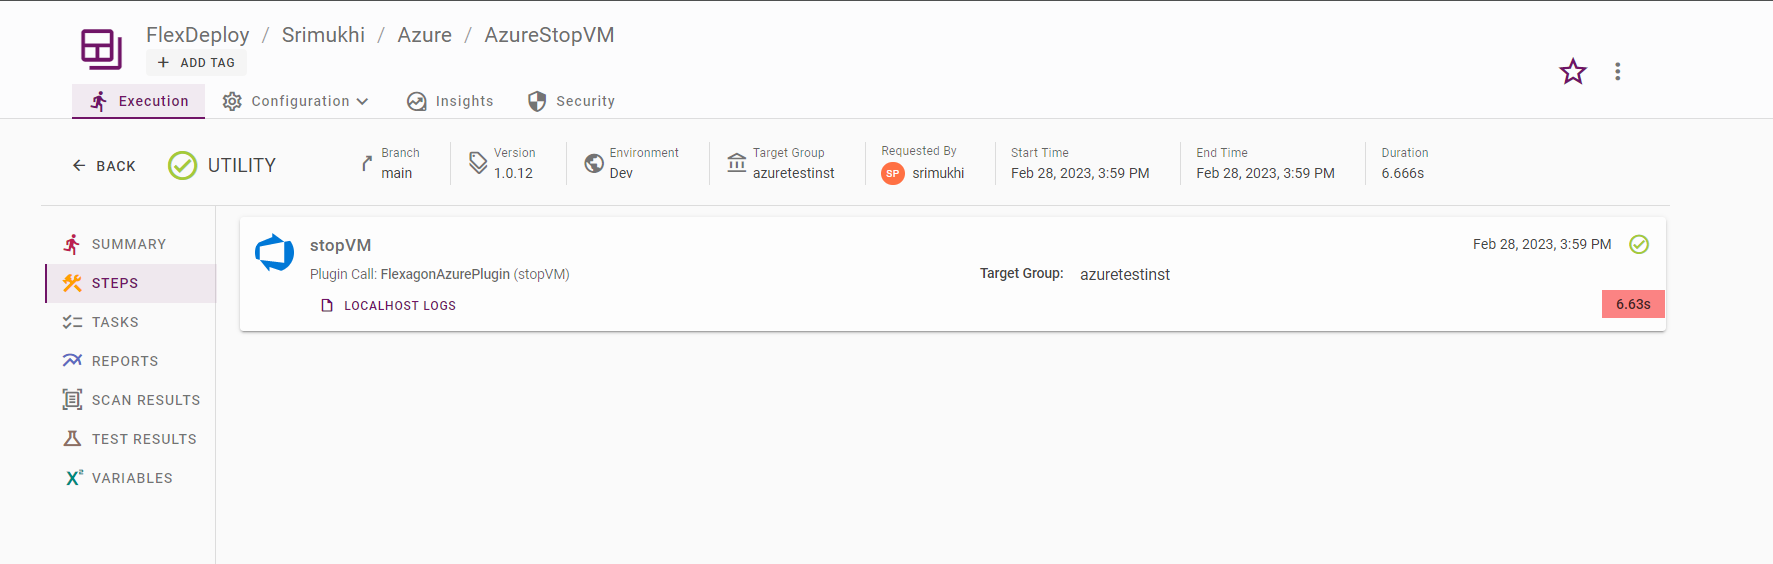 FlexDeploy / Srimukhi / Azure / AzureStopVM
+ ADD TAG
Execution Configuration Insights Security
BACK UTILITY
Branch
main
Version
1.0.12
Environment
Dev
Target Group
azuretestinst
Requested By
SP srimukhi
Start Time
Feb 28, 2023, 3:59 PM
End Time
Feb 28, 2023, 3:59 PM
Duration
6.666s
SUMMARY
STEPS
TASKS
REPORTS
SCAN RESULTS
TEST RESULTS
X² VARIABLES
stopVM
Plugin Call: FlexagonAzurePlugin (stopVM)
LOCALHOST LOGS
Target Group: azuretestinst
Feb 28, 2023, 3:59 PM
6.63s